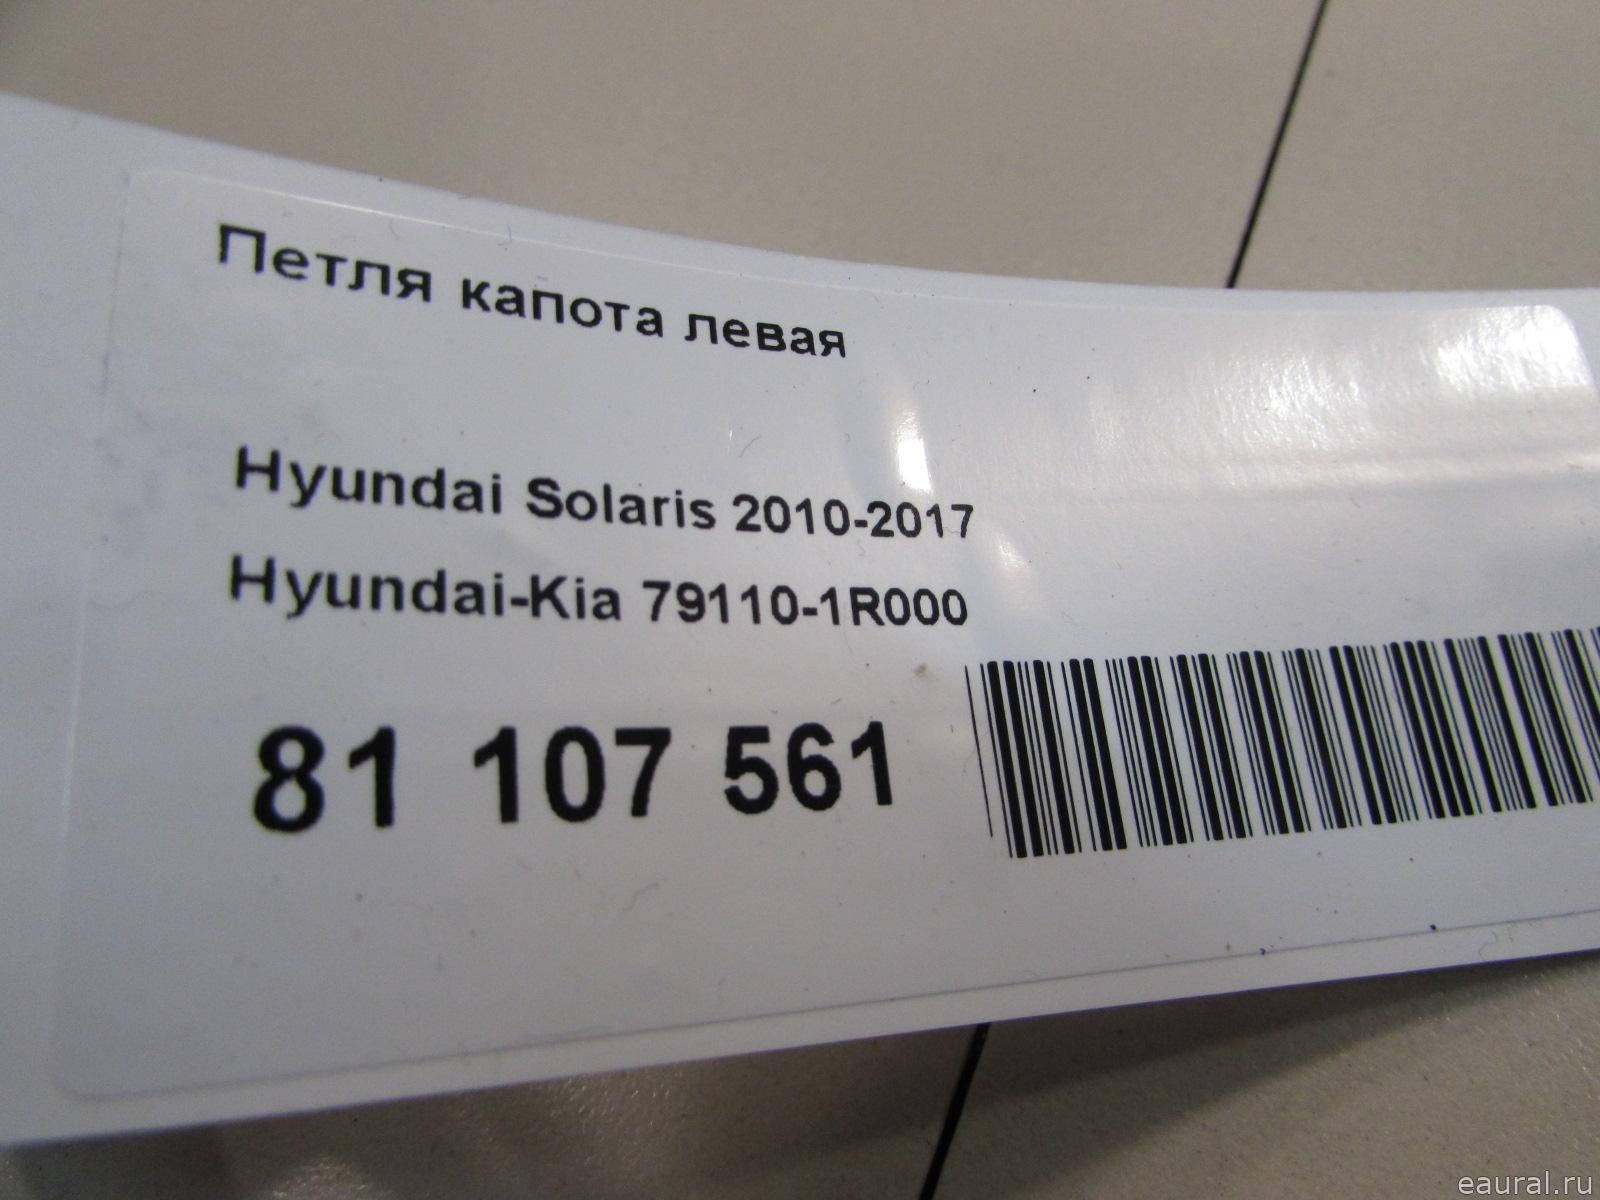 Петля капота левая
Hyundai Solaris 2010-2017
Hyundai-Kia 79110-1R000
81 107 561
eaural.ru